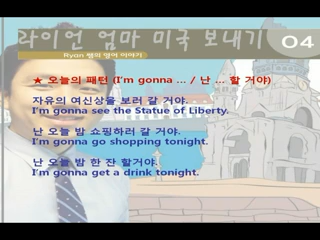 라이언 엄마 미국 보내기
04
Ryan 쌤의 영어 이야기
★ 오늘의 패턴 (I'm gonna ... / 난 ... 할 거야)
자유의 여신상을 보러 갈 거야.
I'm gonna see the Statue of Liberty.
난 오늘 밤 쇼핑하러 갈 거야.
I'm gonna go shopping tonight.
난 오늘 밤 한 잔 할거야.
I'm gonna get a drink tonight.